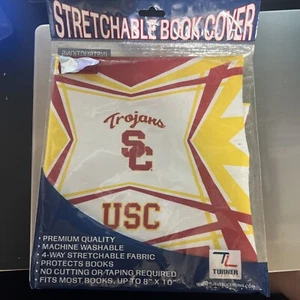 STRETCHABLE BOOK COVER
Trojans
SC
USC
• PREMIUM QUALITY
• MACHINE WASHABLE
• 4-WAY STRETCHABLE FABRIC
• PROTECTS BOOKS
• NO CUTTING OR TAPING REQUIRED
• FITS MOST BOOKS, UP TO 8" X 10"
TL
TURNER